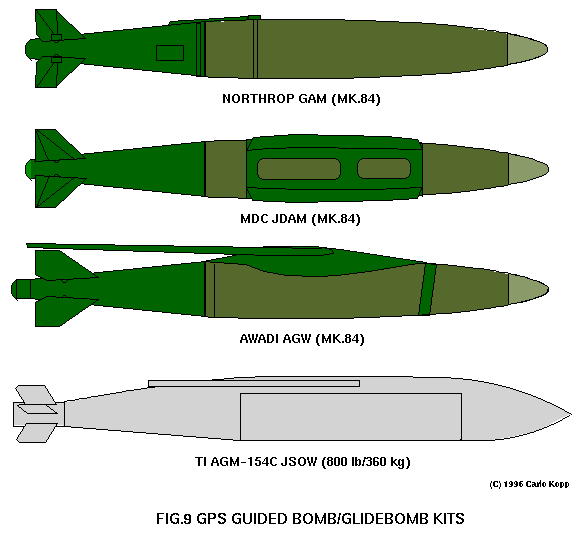 NORTHROP GAM (MK.84)
MDC JDAM (MK.84)
AWADI AGW (MK.84)
TI AGM-154C JSOW (800 lb/360 kg)
(C) 1996 Carlo Kopp
FIG.9 GPS GUIDED BOMB/GLIDEBOMB KITS